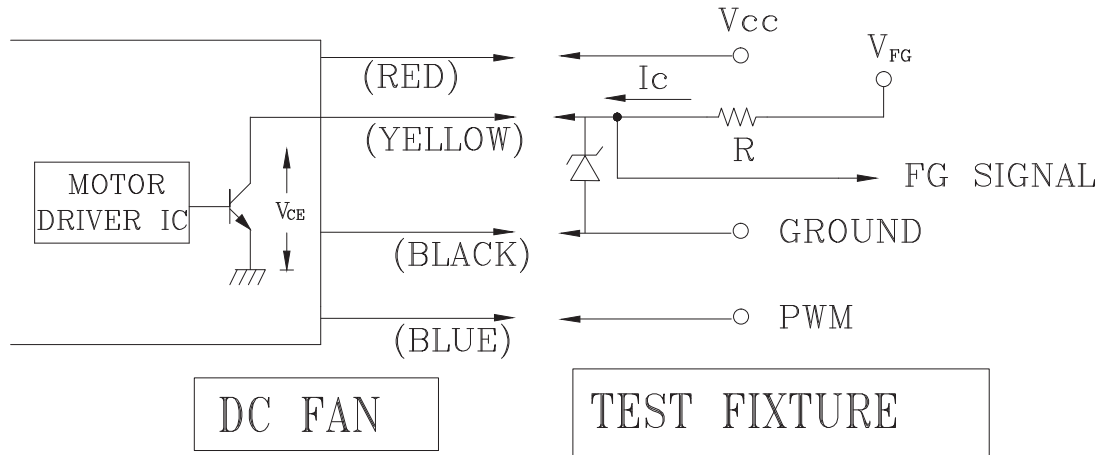 Vcc
V_FG
(RED)
Ic
(YELLOW)
R
MOTOR
DRIVER IC
V_CE
FG SIGNAL
(BLACK)
GROUND
(BLUE)
PWM
DC FAN
TEST FIXTURE